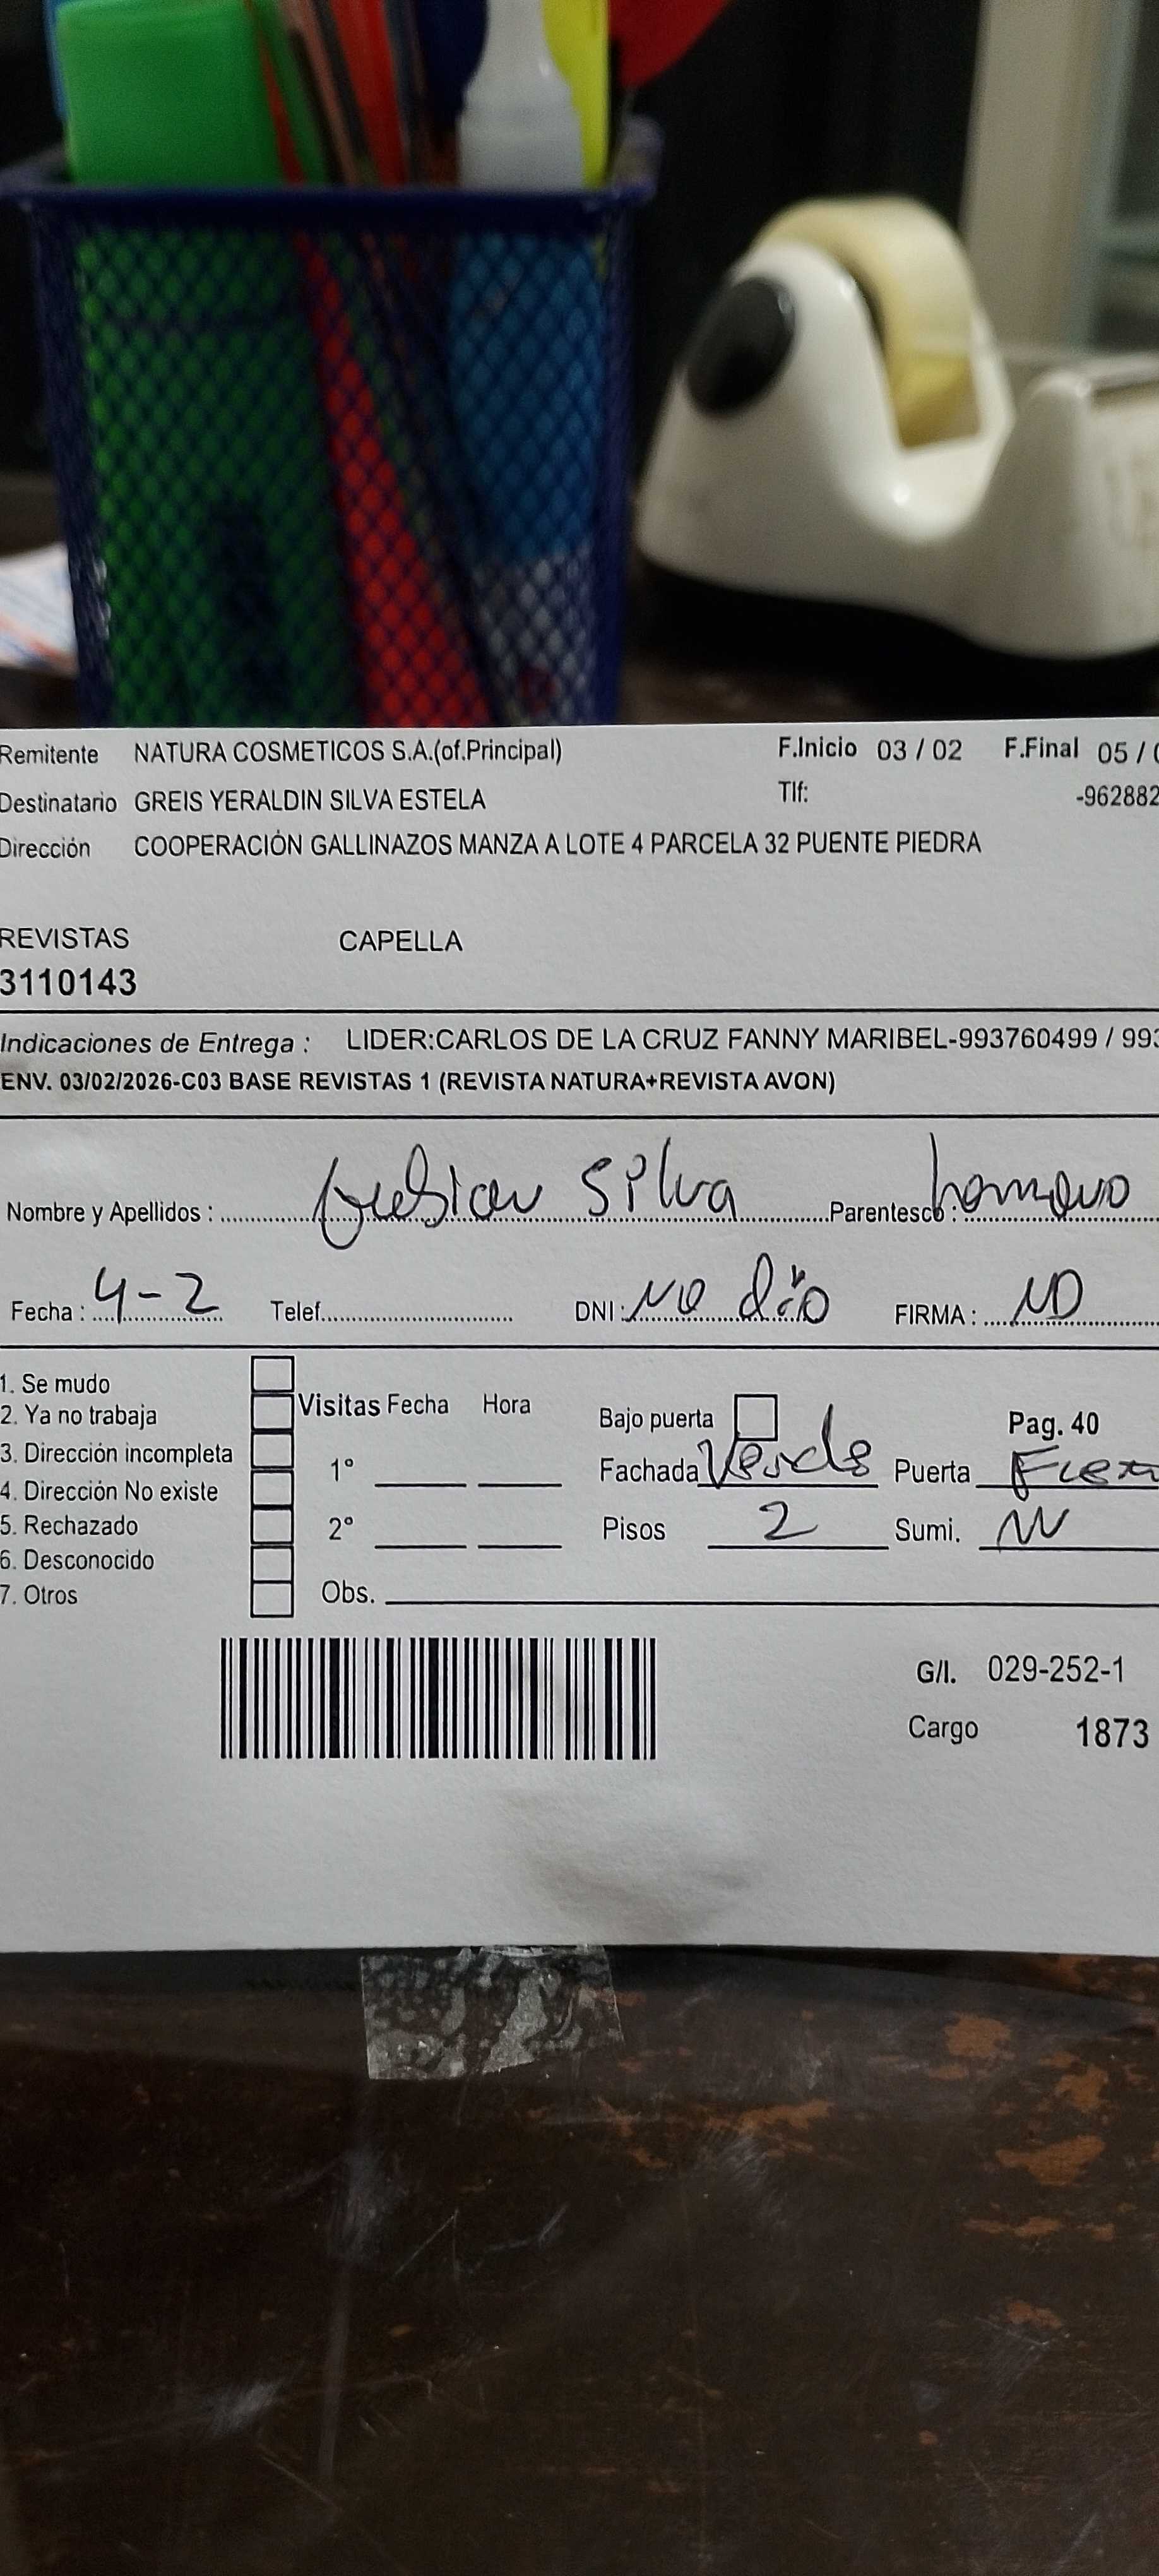 Remitente NATURA COSMETICOS S.A.(of.Principal) F.Inicio 03 / 02 F.Final 05 /
Destinatario GREIS YERALDIN SILVA ESTELA Tlf: -962882
Dirección COOPERACIÓN GALLINAZOS MANZA A LOTE 4 PARCELA 32 PUENTE PIEDRA
REVISTAS CAPELLA
3110143
Indicaciones de Entrega : LIDER:CARLOS DE LA CRUZ FANNY MARIBEL-993760499 / 993
ENV. 03/02/2026-C03 BASE REVISTAS 1 (REVISTA NATURA+REVISTA AVON)
Nombre y Apellidos : Silva Parentesco :
Fecha : 4-2 Telef. DNI : NO dio FIRMA : ND
1. Se mudo
2. Ya no trabaja Visitas Fecha Hora Bajo puerta Pag. 40
3. Dirección incompleta 1° Fachada Verde Puerta
4. Dirección No existe
5. Rechazado 2° Pisos 2 Sumi.
6. Desconocido
7. Otros Obs.
G/I. 029-252-1
Cargo 1873